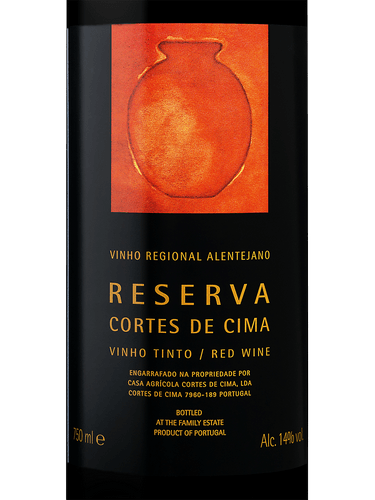 VINHO REGIONAL ALENTEJANO
RESERVA
CORTES DE CIMA
VINHO TINTO / RED WINE
ENGARRAFADO NA PROPRIEDADE POR
CASA AGRÍCOLA CORTES DE CIMA, LDA
CORTES DE CIMA 7960-189 PORTUGAL
BOTTLED
AT THE FAMILY ESTATE
PRODUCT OF PORTUGAL
750 ml e
Alc. 14% vol.